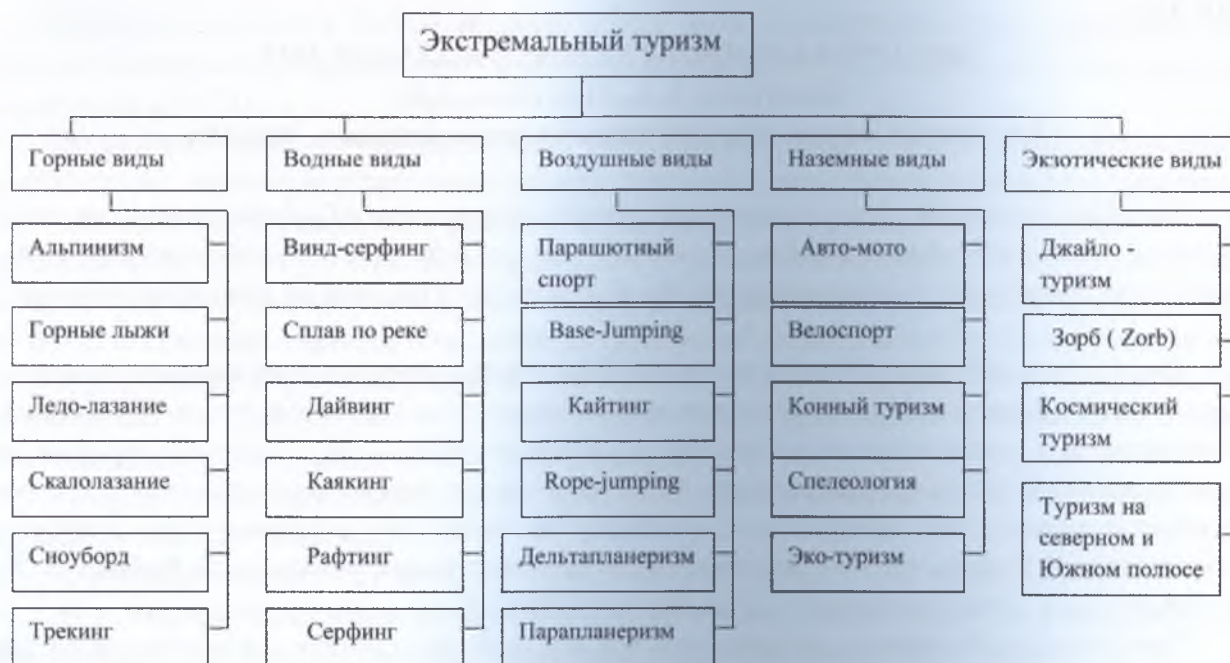 Экстремальный туризм
Горные виды
Водные виды
Воздушные виды
Наземные виды
Экзотические виды
Альпинизм
Горные лыжи
Ледо-лазание
Скалолазание
Сноуборд
Трекинг
Винд-серфинг
Сплав по реке
Дайвинг
Каякинг
Рафтинг
Серфинг
Парашютный
спорт
Base-Jumping
Кайтинг
Rope-jumping
Дельтапланеризм
Парапланеризм
Авто-мото
Велоспорт
Конный туризм
Спелеология
Эко-туризм
Джайло -
туризм
Зорб ( Zorb)
Космический
туризм
Туризм на
северном и
Южном полюсе